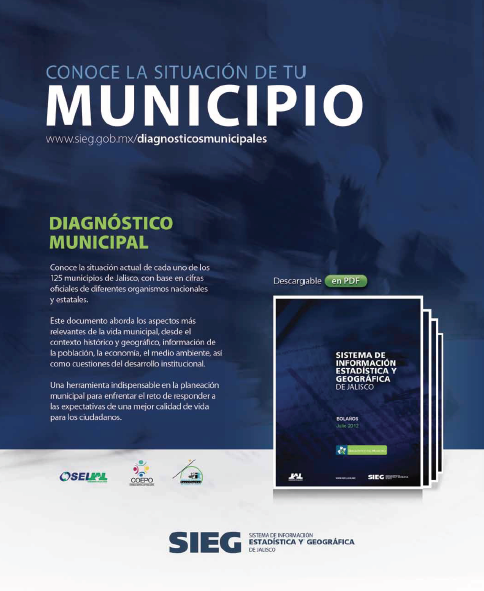 CONOCE LA SITUACIÓN DE TU
MUNICIPIO
www.sieg.gob.mx/diagnosticosmunicipales
DIAGNÓSTICO
MUNICIPAL
Conoce la situación actual de cada uno de los
125 municipios de Jalisco, con base en cifras
oficiales de diferentes organismos nacionales
y estatales.
Este documento aborda los aspectos más
relevantes de la vida municipal, desde el
contexto histórico y geográfico, información de
la población, la economía, el medio ambiente, así
como cuestiones del desarrollo institucional.
Una herramienta indispensable en la planeación
municipal para enfrentar el reto de responder a
las expectativas de una mejor calidad de vida
para los ciudadanos.
Descargable en PDF
SISTEMA DE
INFORMACIÓN
ESTADÍSTICA Y
GEOGRÁFICA
DE JALISCO
BOLAÑOS
Julio 2012
JAL
SIEG
SEIJAL
COEPO
SIEG
SISTEMA DE INFORMACIÓN
ESTADÍSTICA Y GEOGRÁFICA
DE JALISCO